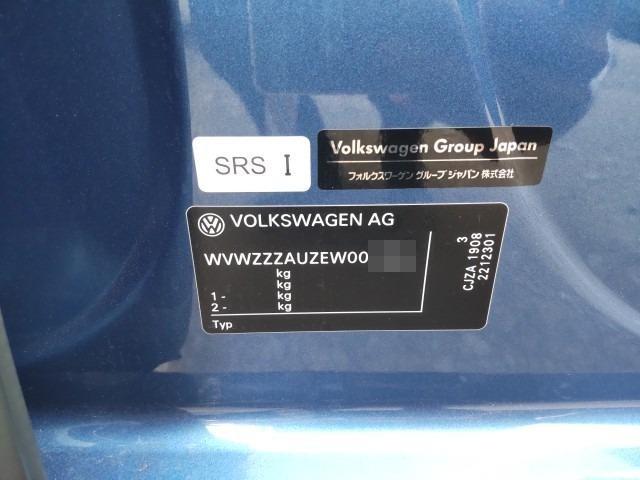 SRS I
Volkswagen Group Japan
フォルクスワーゲン グループ ジャパン 株式会社
VOLKSWAGEN AG
WVWZZZAUZEW00
kg
kg
1 - kg
2 - kg
Typ
3
CJZA 1908
2212301